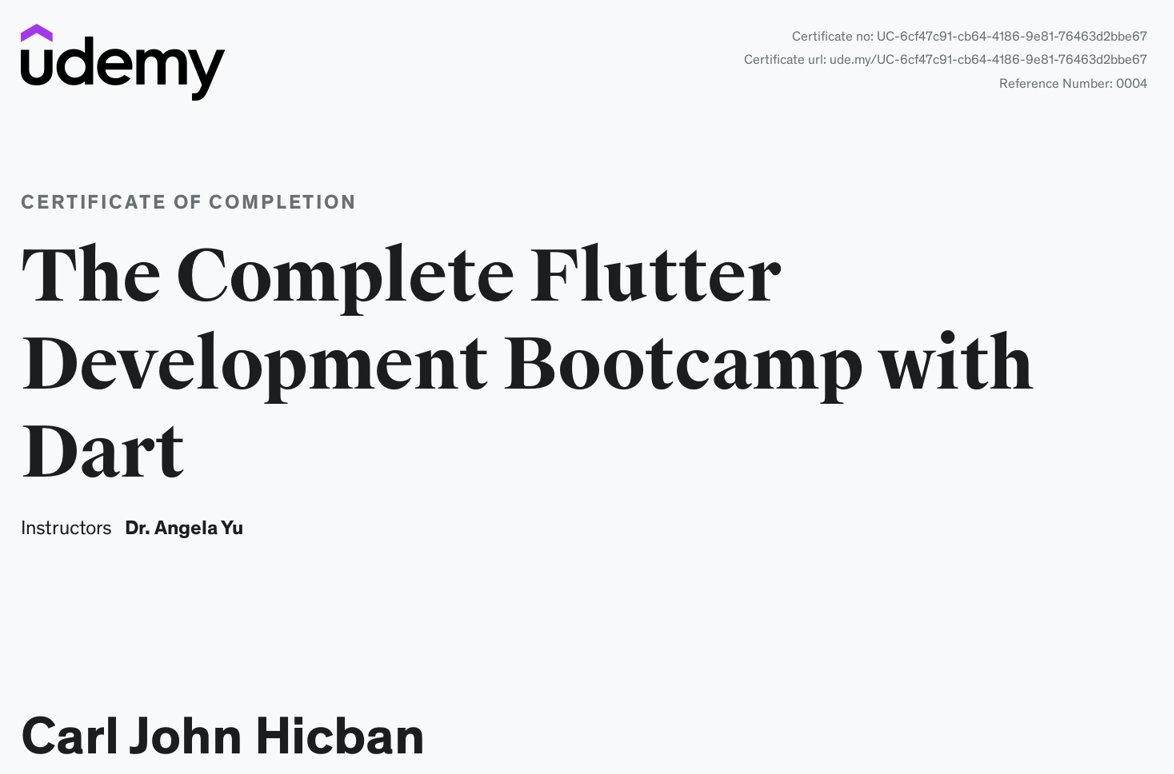 udemy
Certificate no: UC-6cf47c91-cb64-4186-9e81-76463d2bbe67
Certificate url: ude.my/UC-6cf47c91-cb64-4186-9e81-76463d2bbe67
Reference Number: 0004
CERTIFICATE OF COMPLETION
The Complete Flutter
Development Bootcamp with
Dart
Instructors Dr. Angela Yu
Carl John Hicban